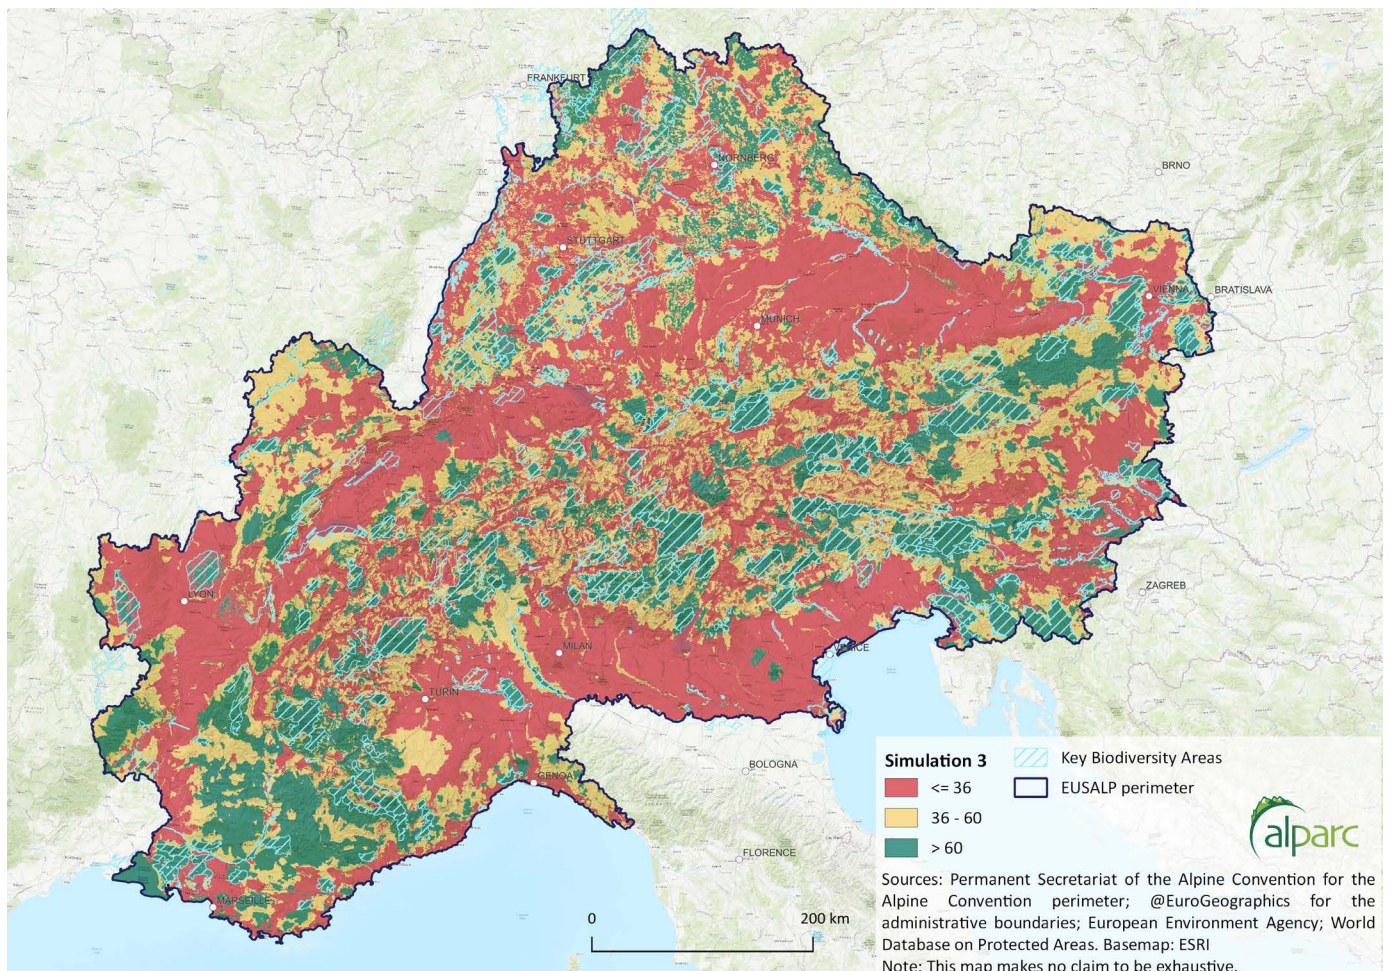 FRANKFURT
BRNO
NÜRNBERG
STUTTGART
VIENNA
BRATISLAVA
MUNICH
ZAGREB
LYON
MILAN
VENICE
TURIN
GENOA
BOLOGNA
FLORENCE
MARSEILLE
0 200 km
Simulation 3
<= 36
36 - 60
> 60
Key Biodiversity Areas
EUSALP perimeter
alparc
Sources: Permanent Secretariat of the Alpine Convention for the
Alpine Convention perimeter; @EuroGeographics for the
administrative boundaries; European Environment Agency; World
Database on Protected Areas. Basemap: ESRI
Note: This map makes no claim to be exhaustive.